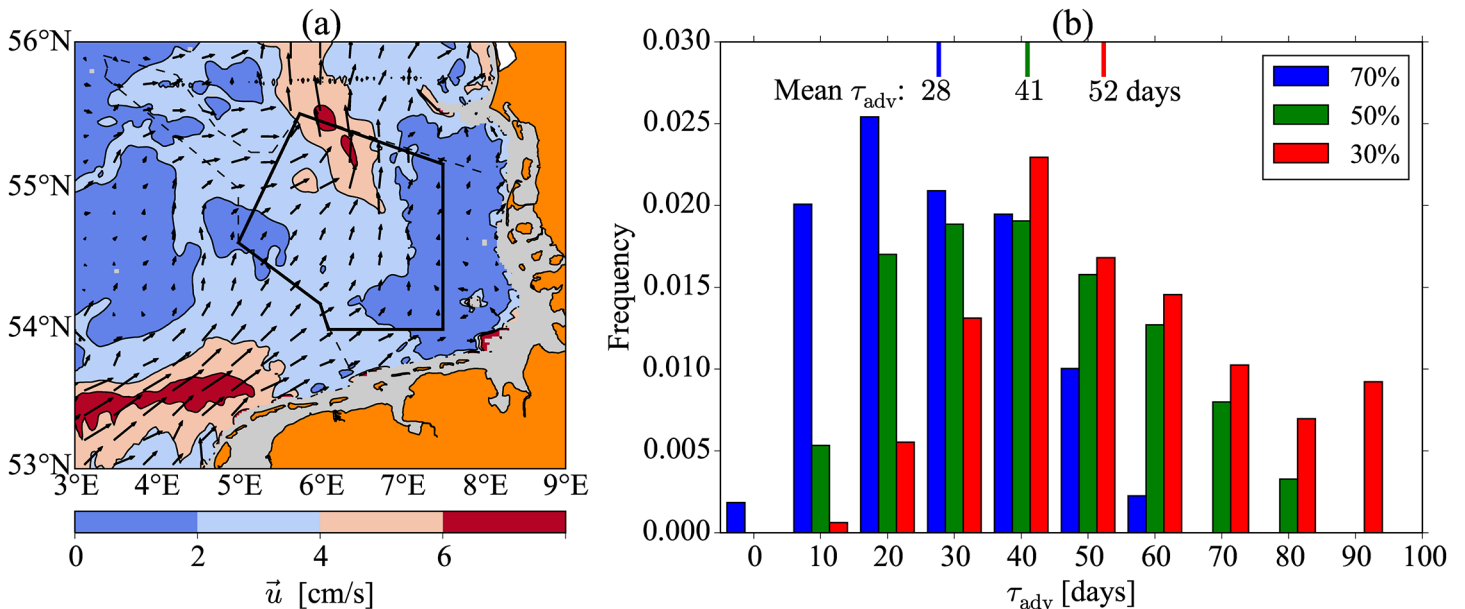 (a)
56°N
55°N
54°N
53°N
3°E 4°E 5°E 6°E 7°E 8°E 9°E
0 2 4 6
u⃗ [cm/s]
(b)
0.030
0.025
0.020
0.015
0.010
0.005
0.000
Frequency
Mean τadv: 28 41 52 days
70%
50%
30%
0 10 20 30 40 50 60 70 80 90 100
τadv [days]